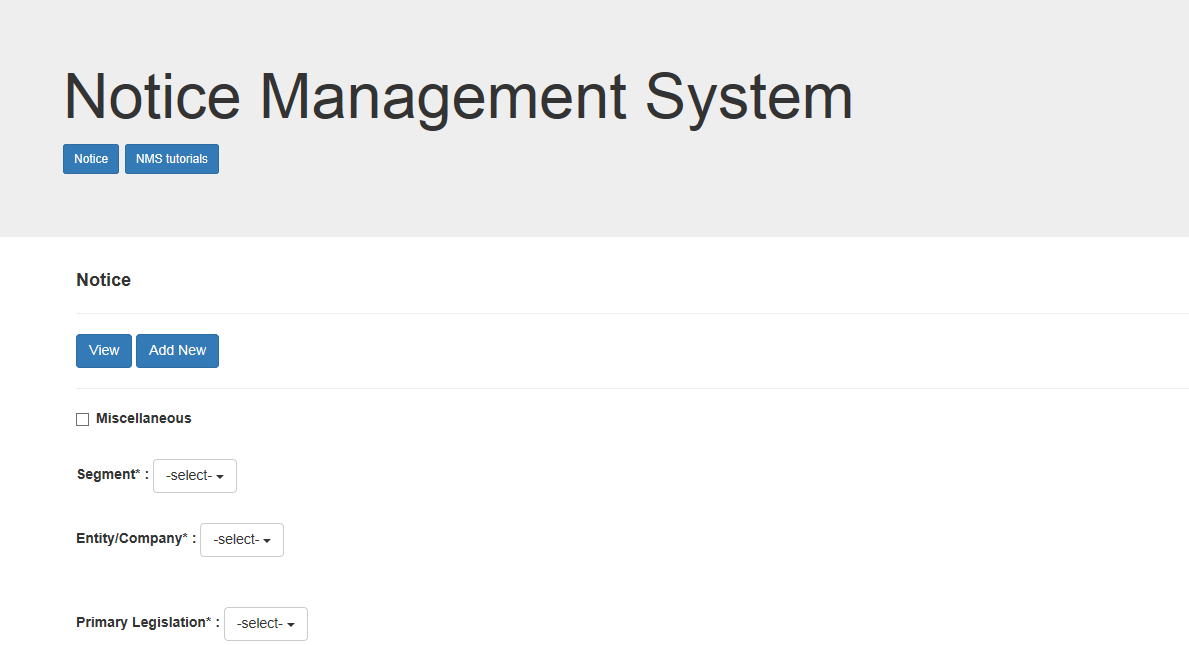 Notice Management System
Notice NMS tutorials
Notice
View Add New
Miscellaneous
Segment* : -select-
Entity/Company* : -select-
Primary Legislation* : -select-